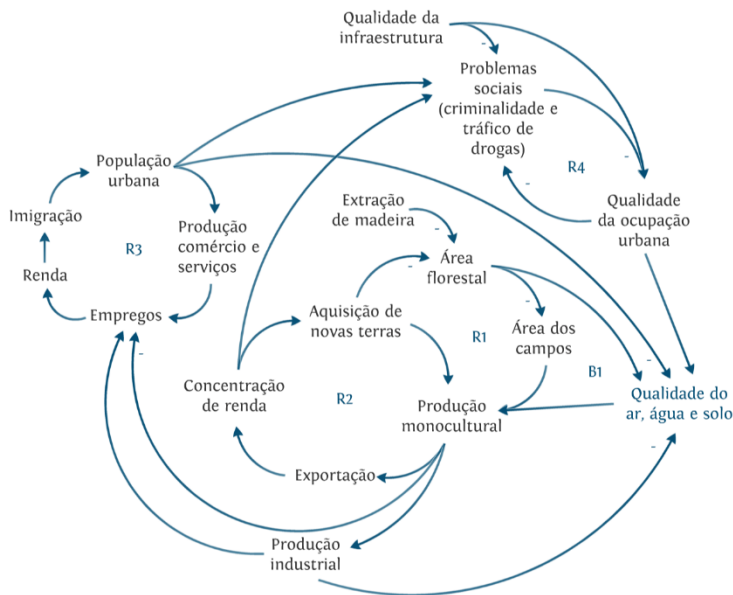 Qualidade da
infraestrutura
-
Problemas
sociais
(criminalidade e
tráfico de
drogas)
-
R4
-
Qualidade
da ocupação
urbana
População
urbana
Imigração
R3
Produção
comércio e
serviços
Renda
Empregos
-
Extração
de madeira
-
Área
florestal
-
Aquisição de
novas terras
R1
-
Área dos
campos
B1
-
-
Qualidade do
ar, água e solo
-
Concentração
de renda
R2
Produção
monocultural
Exportação
Produção
industrial